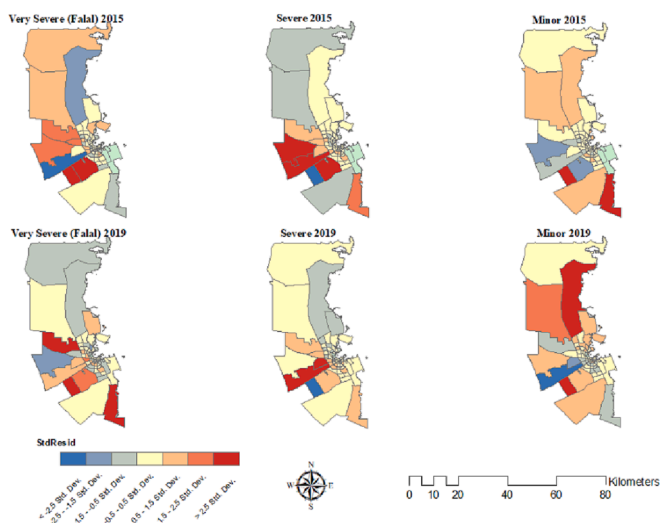 Very Severe (Falal) 2015
Severe 2015
Minor 2015
Very Severe (Falal) 2019
Severe 2019
Minor 2019
StdResid
< -2.5 Std. Dev.
-2.5 - -1.5 Std. Dev.
1.5 - -0.5 Std. Dev.
-0.5 - 0.5 Std. Dev.
0.5 - 1.5 Std. Dev.
1.5 - 2.5 Std. Dev.
> 2.5 Std. Dev.
N
W E
S
0 10 20 40 60 80
Kilometers